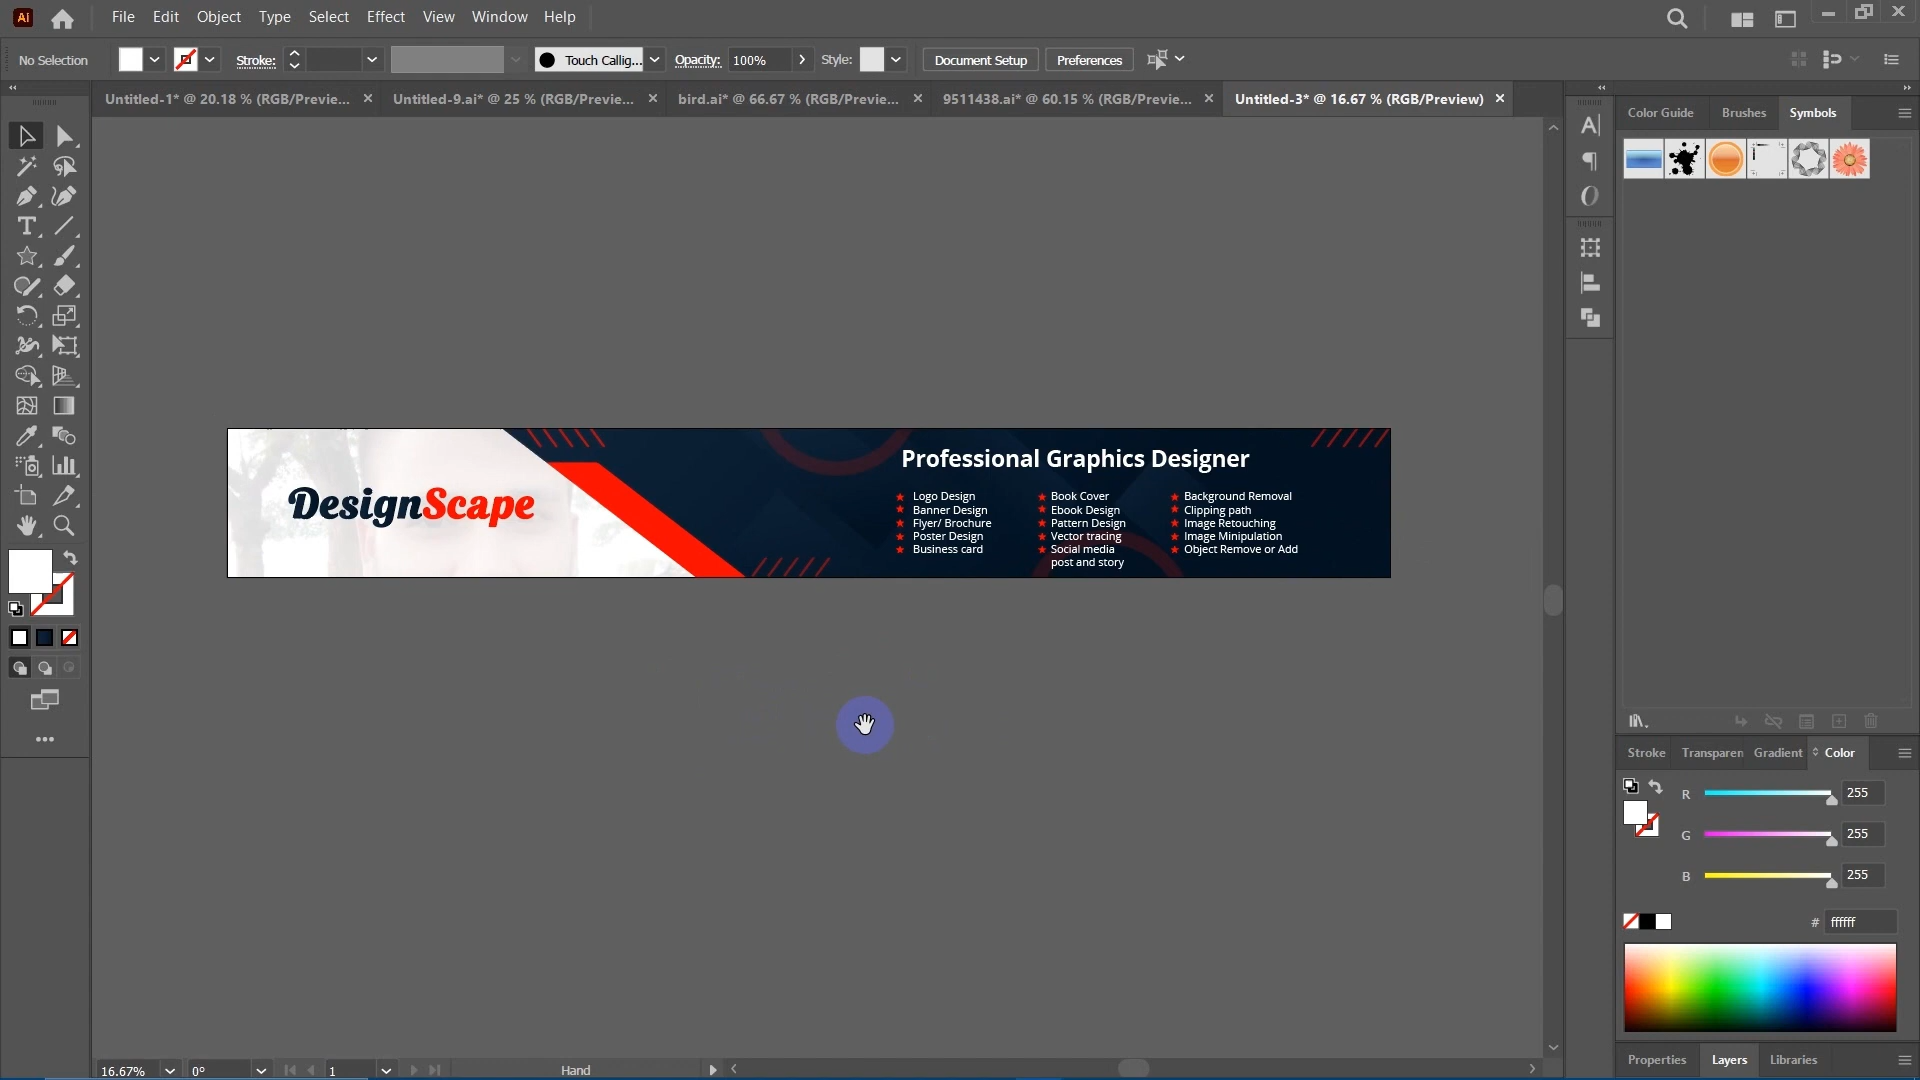 Ai File Edit Object Type Select Effect View Window Help
No Selection Stroke: Touch Callig... Opacity: 100% Style: Document Setup Preferences
Untitled-1* @ 20.18 % (RGB/Previe... Untitled-9.ai* @ 25 % (RGB/Previe... bird.ai* @ 66.67 % (RGB/Previe... 9511438.ai* @ 60.15 % (RGB/Previe... Untitled-3* @ 16.67 % (RGB/Preview)
Color Guide Brushes Symbols
DesignScape
Professional Graphics Designer
Logo Design
Banner Design
Flyer/ Brochure
Poster Design
Business card
Book Cover
Ebook Design
Pattern Design
Vector tracing
Social media
post and story
Background Removal
Clipping path
Image Retouching
Image Minipulation
Object Remove or Add
Stroke Transparen Gradient Color
R 255
G 255
B 255
# ffffff
Properties Layers Libraries
16.67% 0° 1 Hand